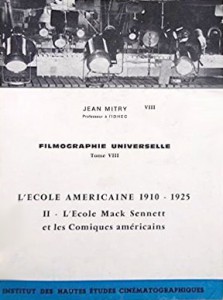 JEAN MITRY
VIII
Professeur à l'IDHEC
FILMOGRAPHIE UNIVERSELLE
Tome VIII
L'ECOLE AMERICAINE 1910 - 1925
II - L'Ecole Mack Sennett
et les Comiques américains
INSTITUT DES HAUTES ÉTUDES CINÉMATOGRAPHIQUES